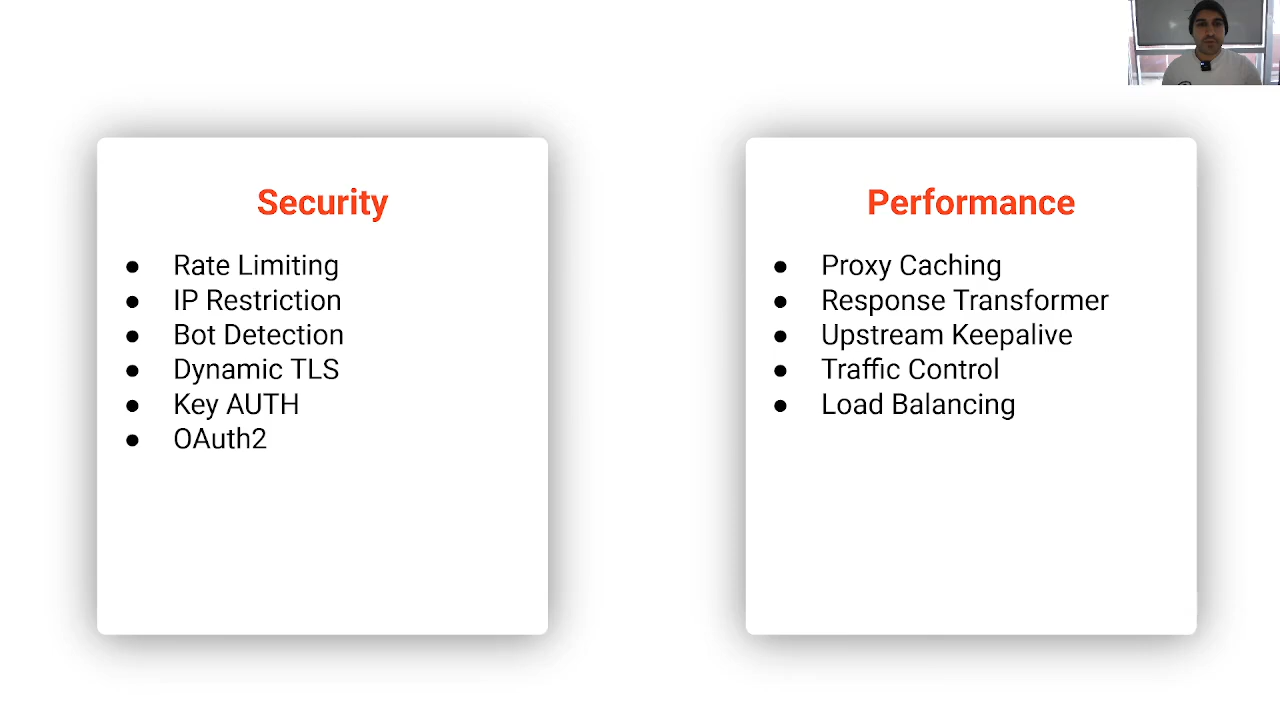 Security
● Rate Limiting
● IP Restriction
● Bot Detection
● Dynamic TLS
● Key AUTH
● OAuth2
Performance
● Proxy Caching
● Response Transformer
● Upstream Keepalive
● Traffic Control
● Load Balancing